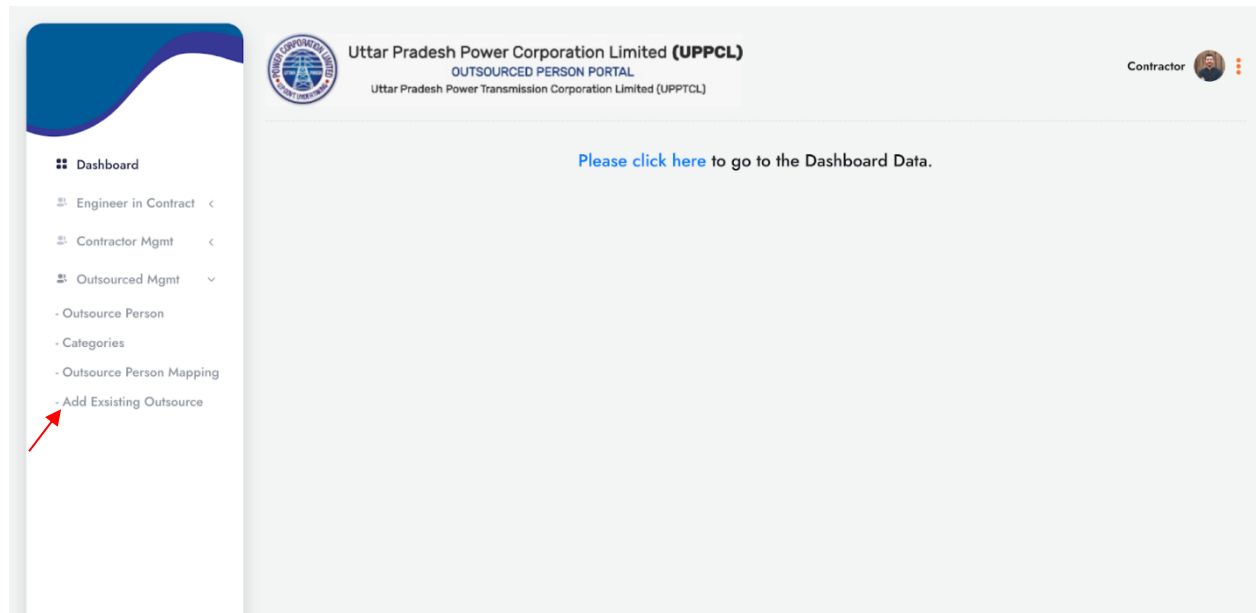 Uttar Pradesh Power Corporation Limited (UPPCL)
OUTSOURCED PERSON PORTAL
Uttar Pradesh Power Transmission Corporation Limited (UPPTCL)
Contractor
Dashboard
Engineer in Contract
Contractor Mgmt
Outsourced Mgmt
- Outsource Person
- Categories
- Outsource Person Mapping
- Add Exsisting Outsource
Please click here to go to the Dashboard Data.